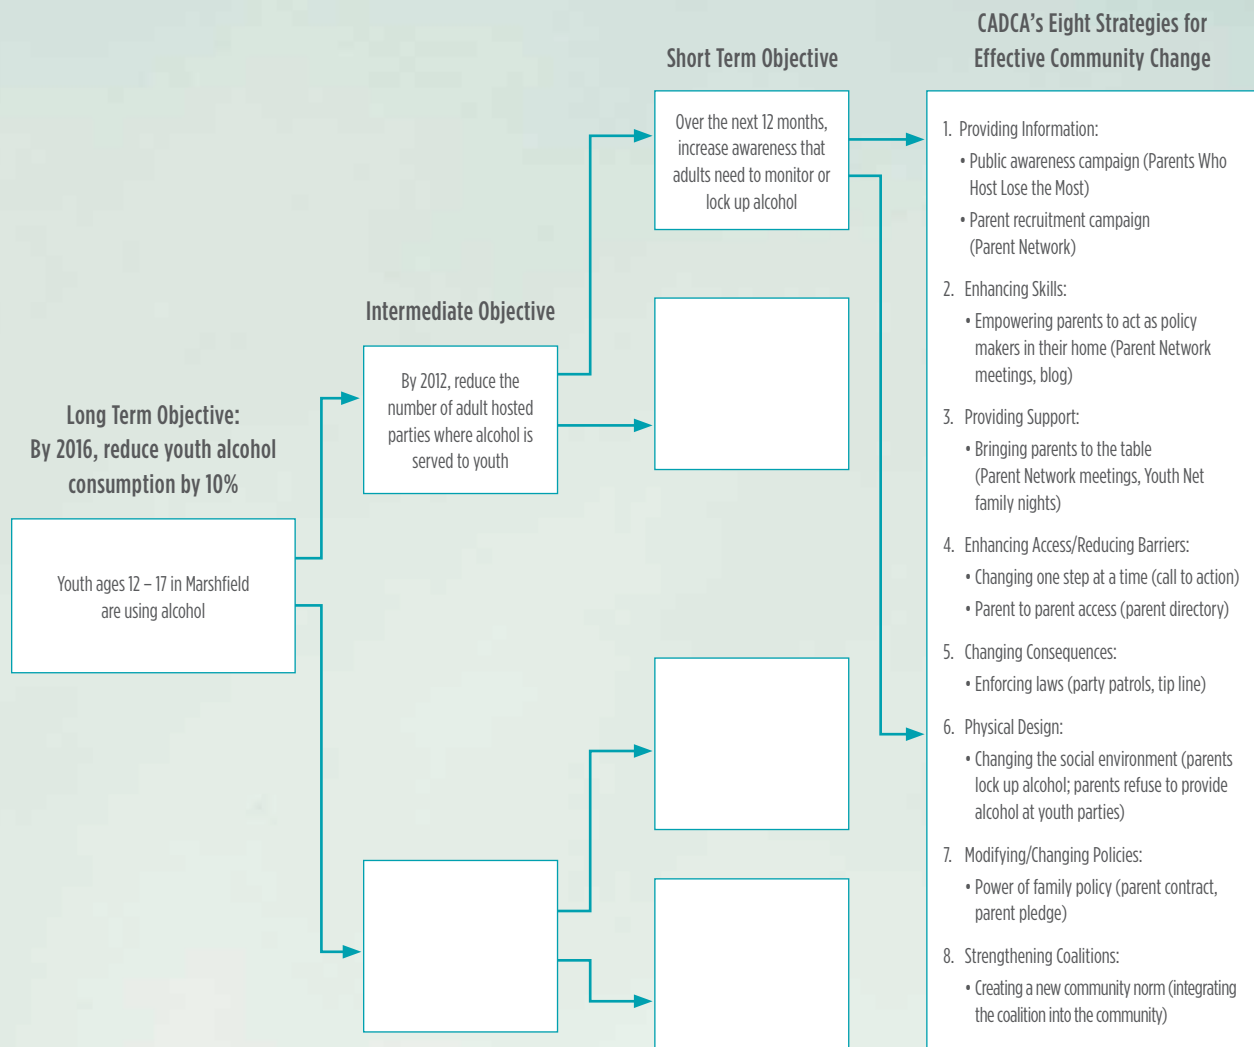 CADCA's Eight Strategies for
Effective Community Change
Short Term Objective
Over the next 12 months,
increase awareness that
adults need to monitor or
lock up alcohol
Intermediate Objective
By 2012, reduce the
number of adult hosted
parties where alcohol is
served to youth
Long Term Objective:
By 2016, reduce youth alcohol
consumption by 10%
Youth ages 12 – 17 in Marshfield
are using alcohol
1. Providing Information:
• Public awareness campaign (Parents Who
Host Lose the Most)
• Parent recruitment campaign
(Parent Network)
2. Enhancing Skills:
• Empowering parents to act as policy
makers in their home (Parent Network
meetings, blog)
3. Providing Support:
• Bringing parents to the table
(Parent Network meetings, Youth Net
family nights)
4. Enhancing Access/Reducing Barriers:
• Changing one step at a time (call to action)
• Parent to parent access (parent directory)
5. Changing Consequences:
• Enforcing laws (party patrols, tip line)
6. Physical Design:
• Changing the social environment (parents
lock up alcohol; parents refuse to provide
alcohol at youth parties)
7. Modifying/Changing Policies:
• Power of family policy (parent contract,
parent pledge)
8. Strengthening Coalitions:
• Creating a new community norm (integrating
the coalition into the community)